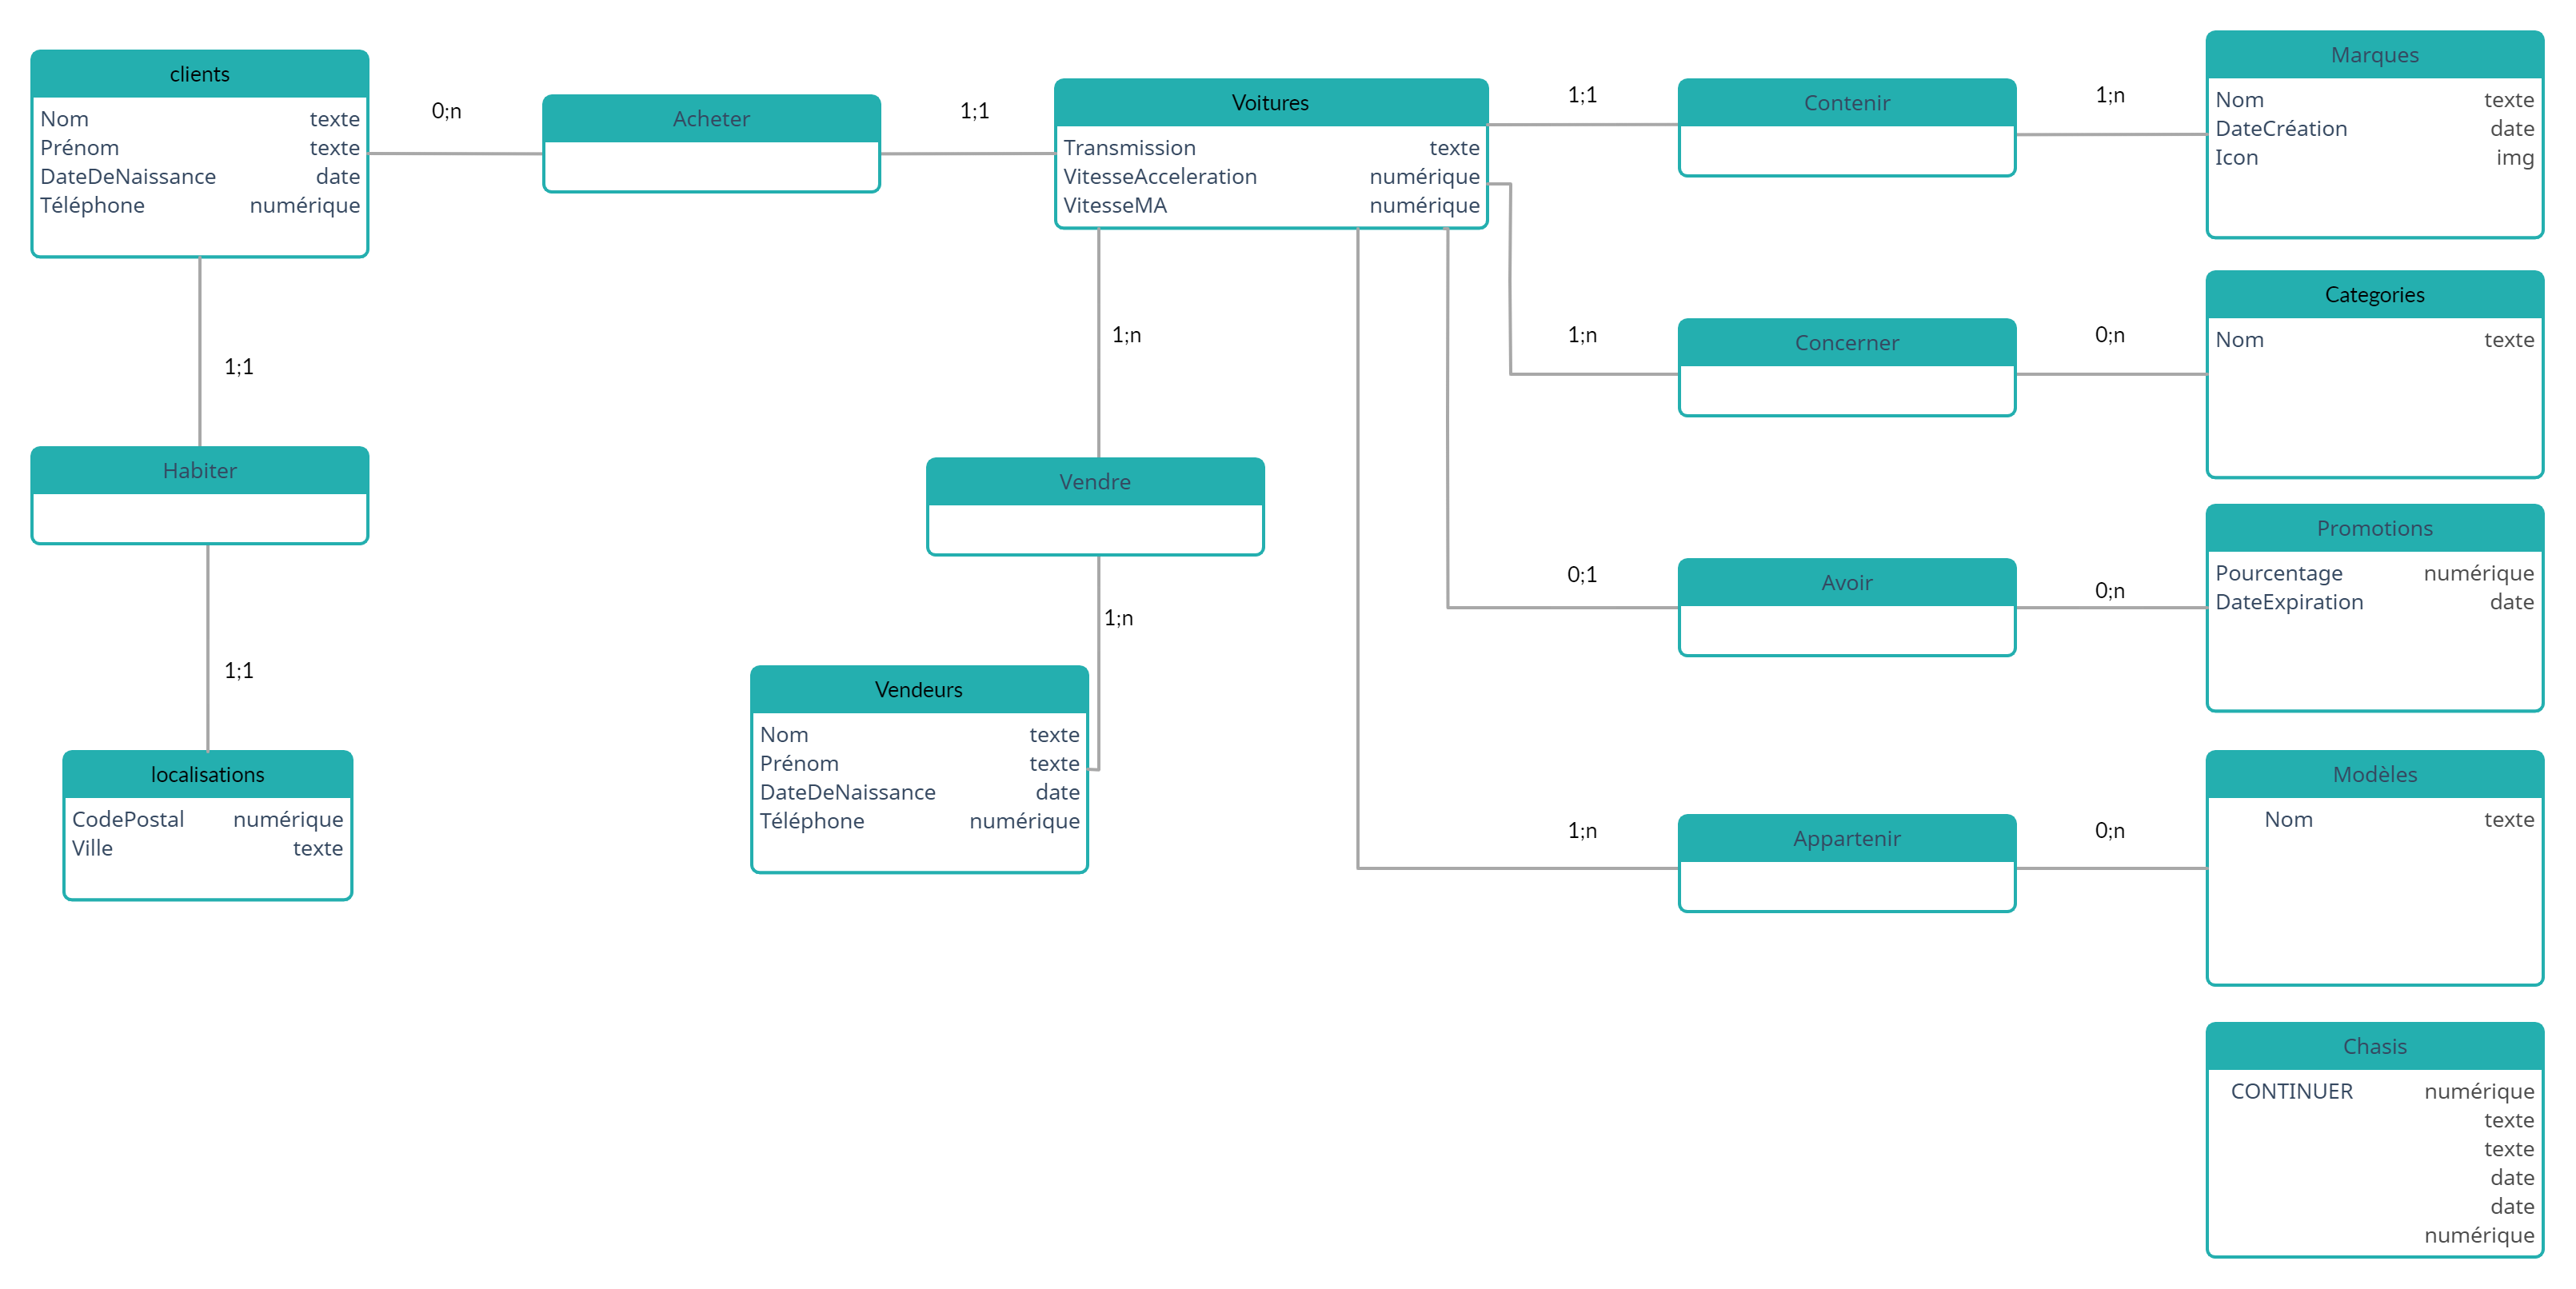 clients
Nom texte
Prénom texte
DateDeNaissance date
Téléphone numérique
0;n
Acheter
1;1
Voitures
Transmission texte
VitesseAcceleration numérique
VitesseMA numérique
1;1
Contenir
1;n
Marques
Nom texte
DateCréation date
Icon img
1;n
Concerner
0;n
Categories
Nom texte
1;1
Habiter
1;1
localisations
CodePostal numérique
Ville texte
1;n
Vendre
1;n
Vendeurs
Nom texte
Prénom texte
DateDeNaissance date
Téléphone numérique
0;1
Avoir
0;n
Promotions
Pourcentage numérique
DateExpiration date
1;n
Appartenir
0;n
Modèles
Nom texte
Chasis
CONTINUER numérique
texte
texte
date
date
numérique